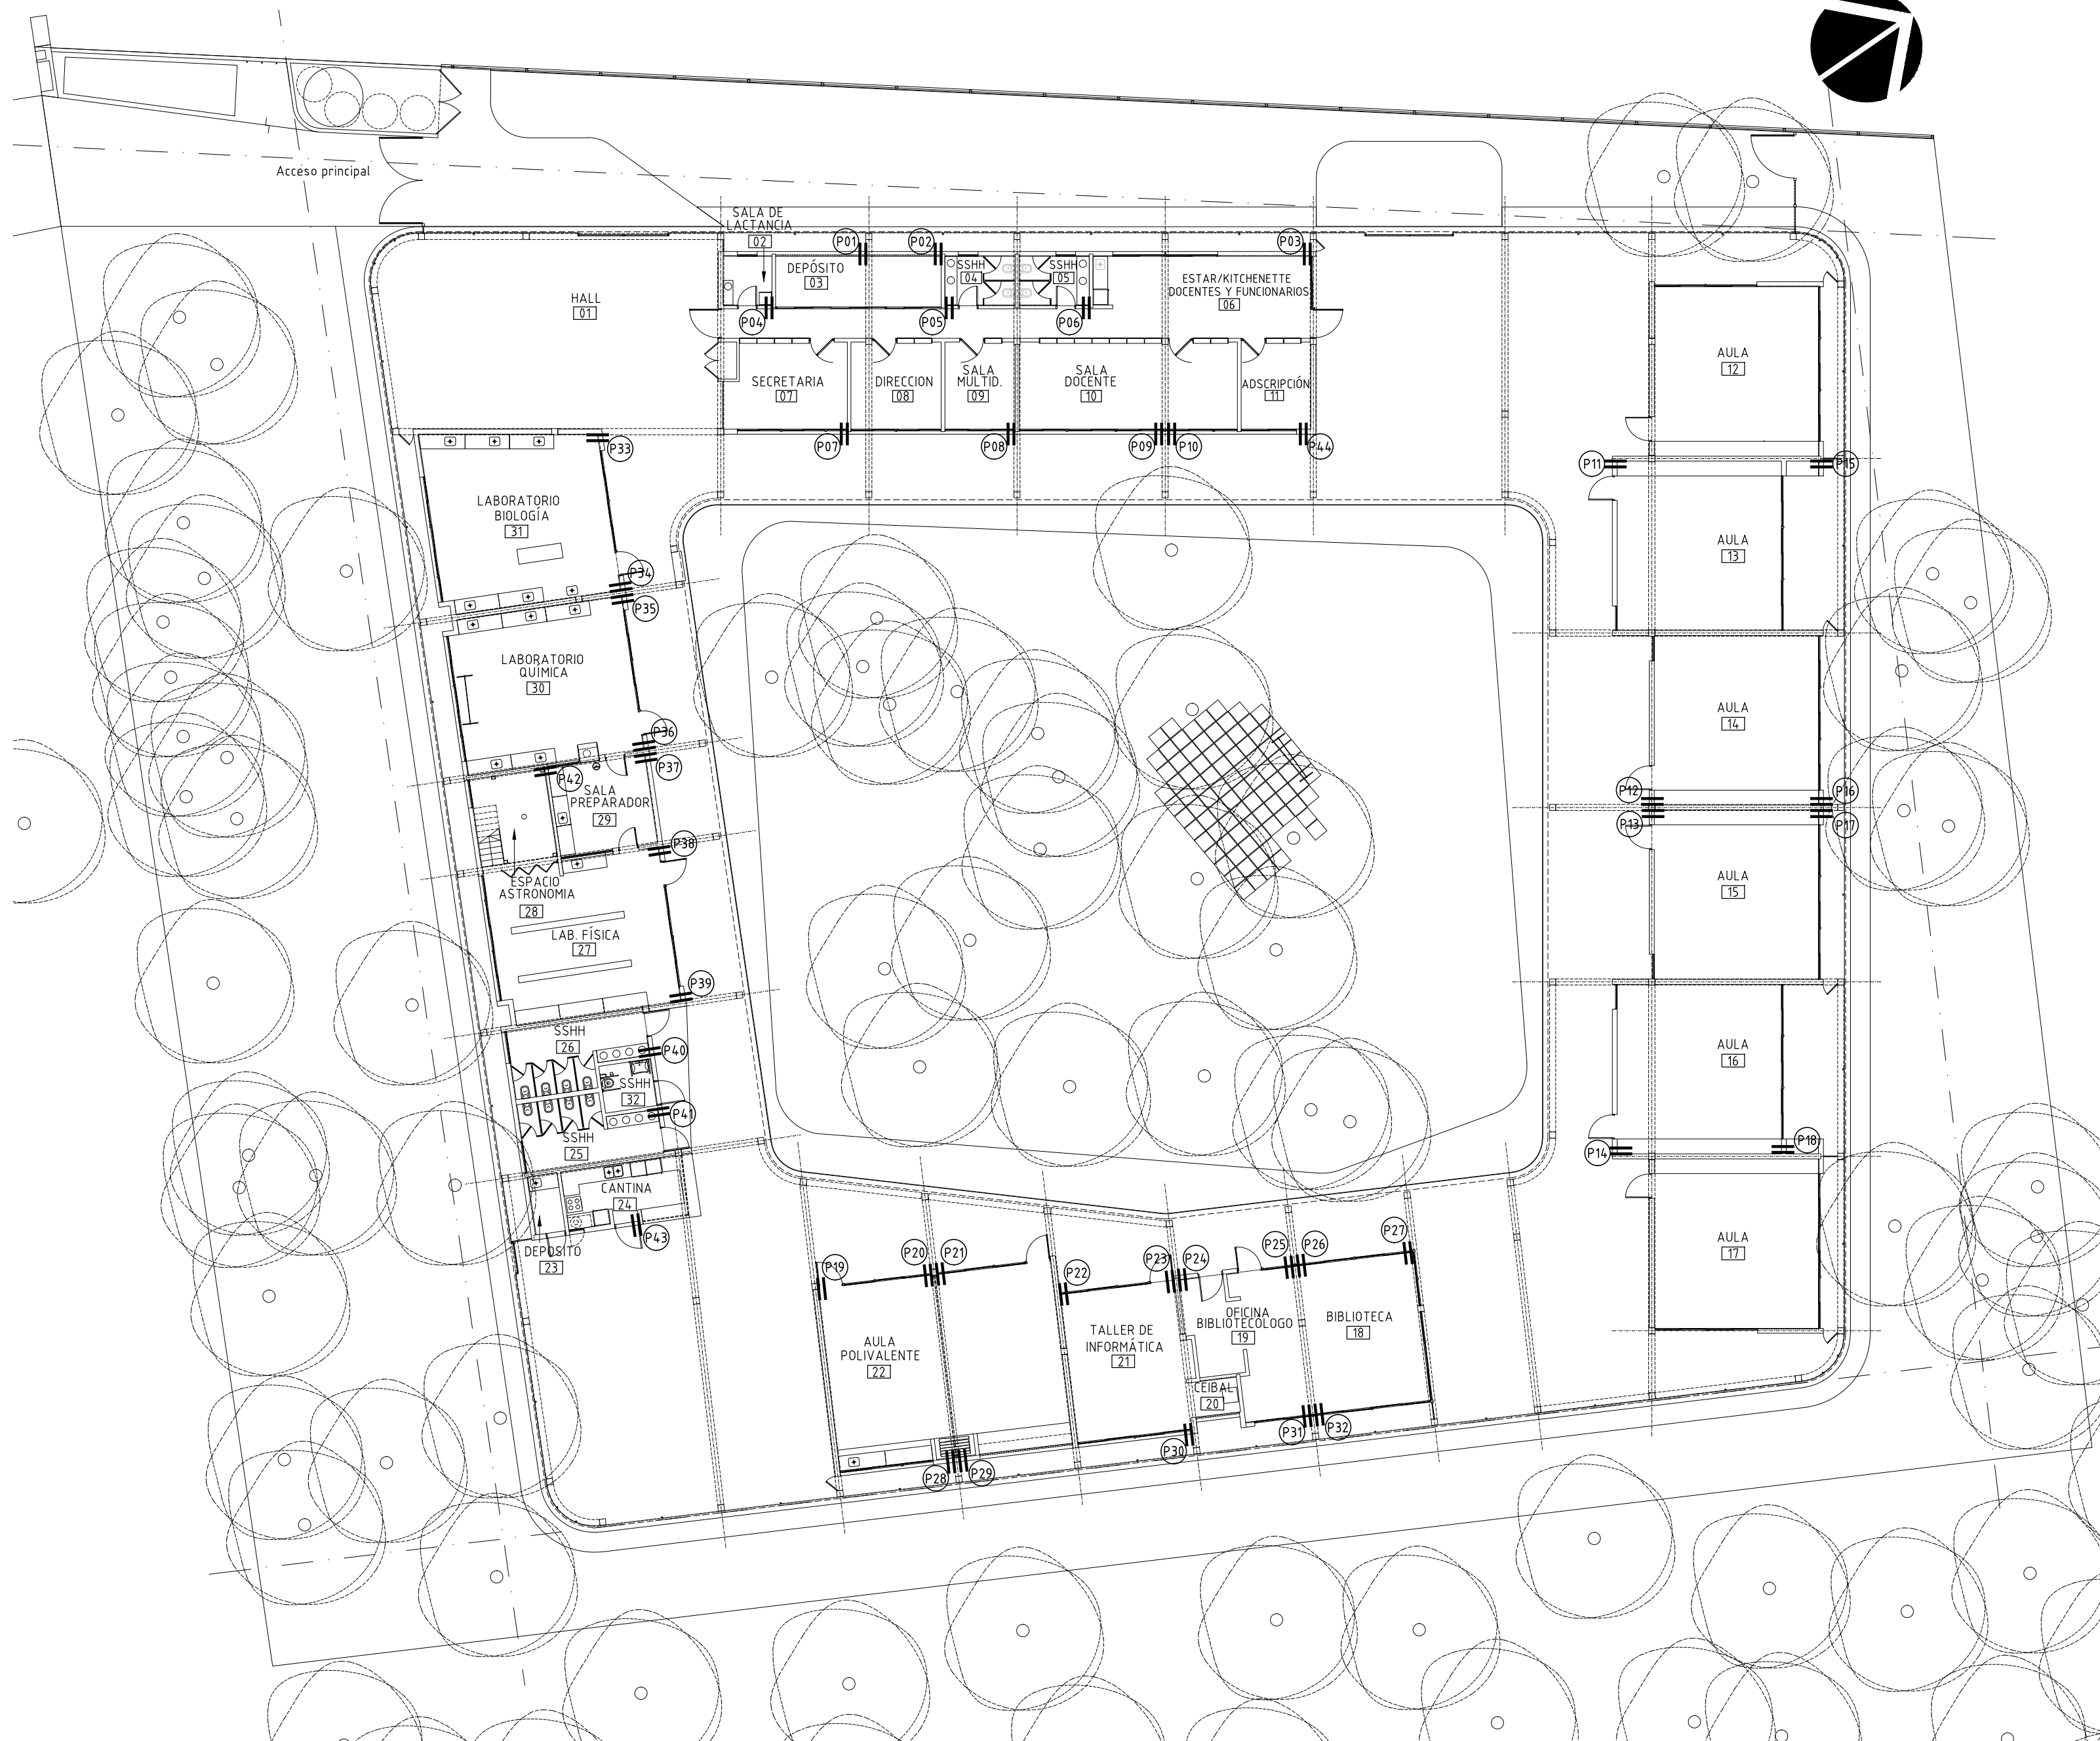 Acceso principal
SALA DE
LACTANCIA
02
P01
P02
P03
HALL
01
DEPÓSITO
03
SSHH
04
SSHH
05
ESTAR/KITCHENETTE
DOCENTES Y FUNCIONARIOS
06
P04
P05
P06
SECRETARIA
07
DIRECCION
08
SALA
MULTID.
09
SALA
DOCENTE
10
ADSCRIPCIÓN
11
P07
P08
P09
P10
P44
AULA
12
P11
P15
AULA
13
AULA
14
P12
P16
P13
P17
AULA
15
AULA
16
P14
P18
AULA
17
P33
LABORATORIO
BIOLOGÍA
31
P34
P35
LABORATORIO
QUIMICA
30
P36
P37
P42
SALA
PREPARADOR
29
P38
ESPACIO
ASTRONOMIA
28
LAB. FÍSICA
27
P39
SSHH
26
P40
SSHH
32
P41
SSHH
25
CANTINA
24
P43
DEPOSITO
23
P19
P20
P21
P22
P23
P24
P25
P26
P27
AULA
POLIVALENTE
22
TALLER DE
INFORMÁTICA
21
OFICINA
BIBLIOTECOLOGO
19
BIBLIOTECA
18
CEIBAL
20
P28
P29
P30
P31
P32